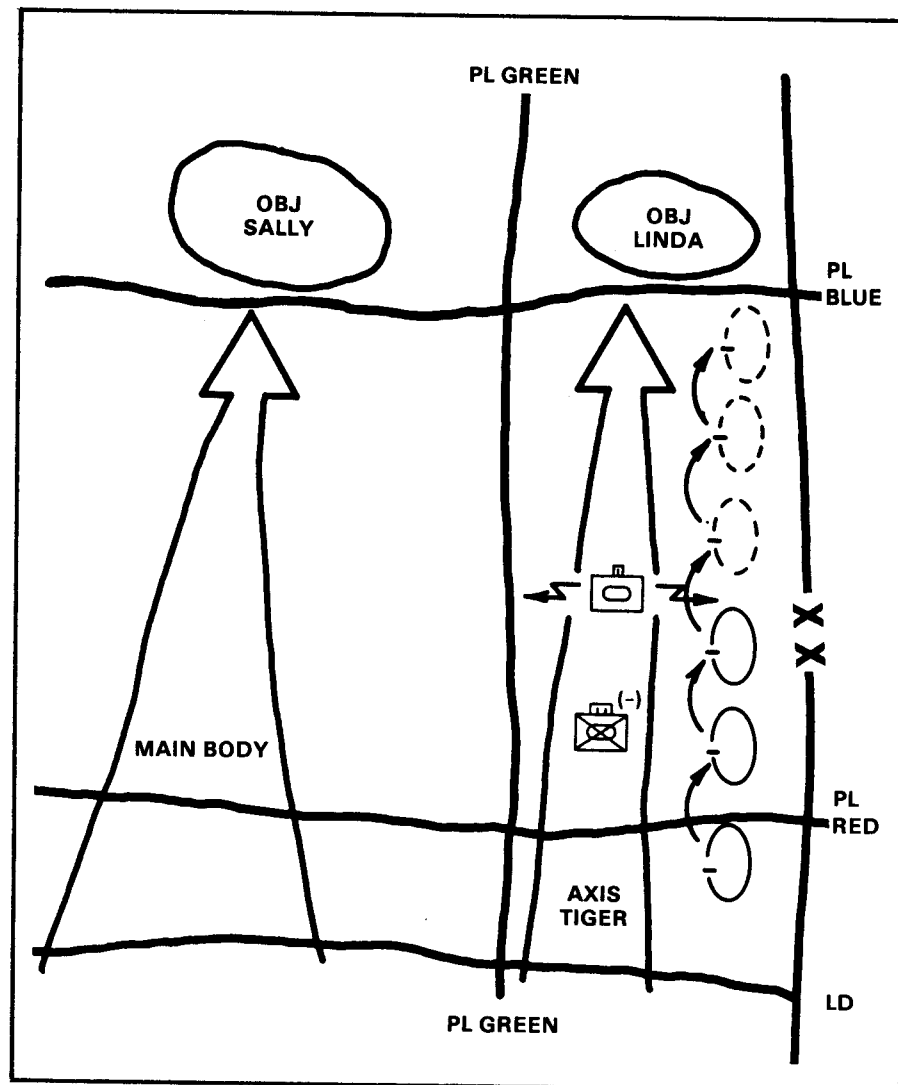 PL GREEN
OBJ
SALLY
OBJ
LINDA
PL
BLUE
(-)
X
X
MAIN BODY
PL
RED
AXIS
TIGER
LD
PL GREEN